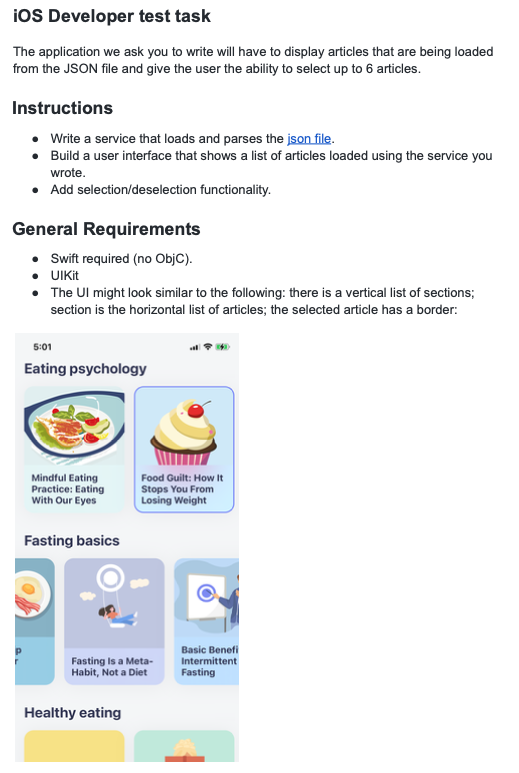 iOS Developer test task
The application we ask you to write will have to display articles that are being loaded
from the JSON file and give the user the ability to select up to 6 articles.
Instructions
● Write a service that loads and parses the json file.
● Build a user interface that shows a list of articles loaded using the service you
wrote.
● Add selection/deselection functionality.
General Requirements
● Swift required (no ObjC).
● UIKit
● The UI might look similar to the following: there is a vertical list of sections;
section is the horizontal list of articles; the selected article has a border:
5:01
Eating psychology
Mindful Eating
Practice: Eating
With Our Eyes
Food Guilt: How It
Stops You From
Losing Weight
Fasting basics
p
r
Fasting Is a Meta-
Habit, Not a Diet
Basic Benefi
Intermittent
Fasting
Healthy eating